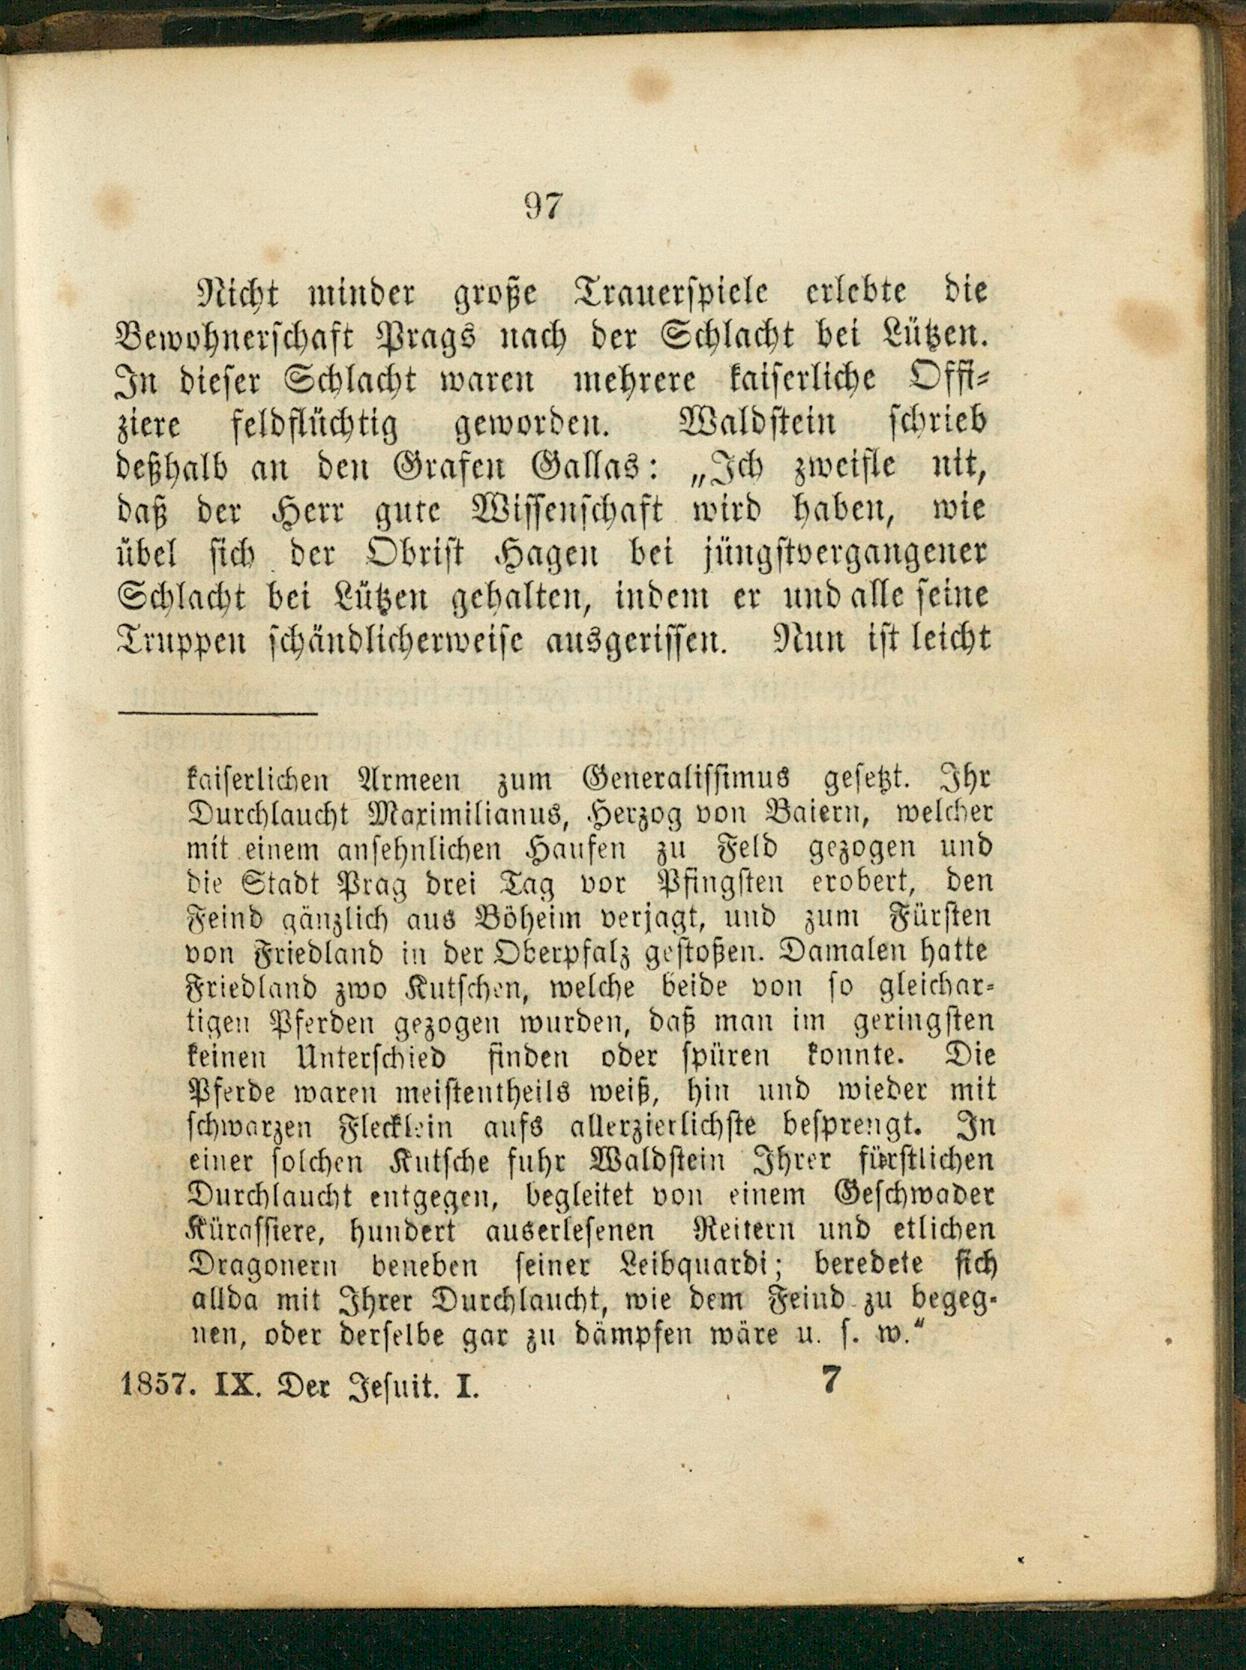 97
Nicht minder große Trauerspiele erlebte die
Bewohnerschaft Prags nach der Schlacht bei Lützen.
In dieser Schlacht waren mehrere kaiserliche Offi-
ziere feldflüchtig geworden. Waldstein schrieb
deßhalb an den Grafen Gallas: „Ich zweifle nit,
daß der Herr gute Wissenschaft wird haben, wie
übel sich der Obrist Hagen bei jüngstvergangener
Schlacht bei Lützen gehalten, indem er und alle seine
Truppen schändlicherweise ausgerissen. Nun ist leicht
kaiserlichen Armeen zum Generalissimus gesetzt. Ihr
Durchlaucht Maximilianus, Herzog von Baiern, welcher
mit einem ansehnlichen Haufen zu Feld gezogen und
die Stadt Prag drei Tag vor Pfingsten erobert, den
Feind gänzlich aus Böheim verjagt, und zum Fürsten
von Friedland in der Oberpfalz gestoßen. Damalen hatte
Friedland zwo Kutschen, welche beide von so gleichar-
tigen Pferden gezogen wurden, daß man im geringsten
keinen Unterschied finden oder spüren konnte. Die
Pferde waren meistentheils weiß, hin und wieder mit
schwarzen Flecklein aufs allerzierlichste besprengt. In
einer solchen Kutsche fuhr Waldstein Ihrer fürstlichen
Durchlaucht entgegen, begleitet von einem Geschwader
Kürassiere, hundert auserlesenen Reitern und etlichen
Dragonern beneben seiner Leibquardi; beredete sich
allda mit Ihrer Durchlaucht, wie dem Feind zu begeg-
nen, oder derselbe gar zu dämpfen wäre u. s. w.“
1857. IX. Der Jesuit. I. 7